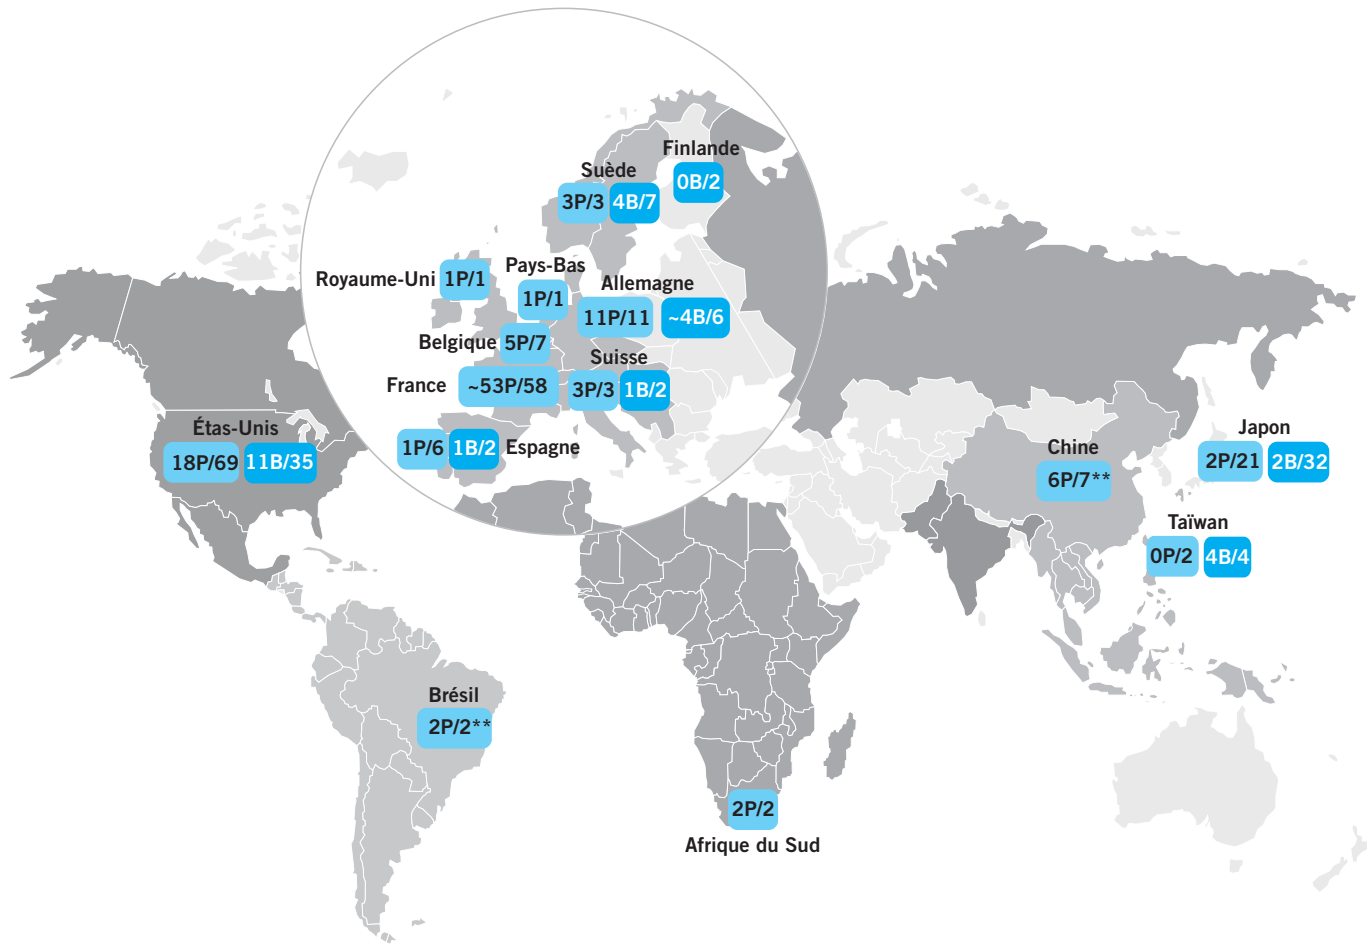 Finlande
0B/2
Suède
3P/3 4B/7
Royaume-Uni 1P/1
Pays-Bas
1P/1
Allemagne
11P/11 ~4B/6
Belgique 5P/7
Suisse
3P/3 1B/2
France ~53P/58
1P/6 1B/2 Espagne
Étas-Unis
18P/69 11B/35
Chine
6P/7**
Japon
2P/21 2B/32
Taïwan
0P/2 4B/4
Brésil
2P/2**
2P/2
Afrique du Sud